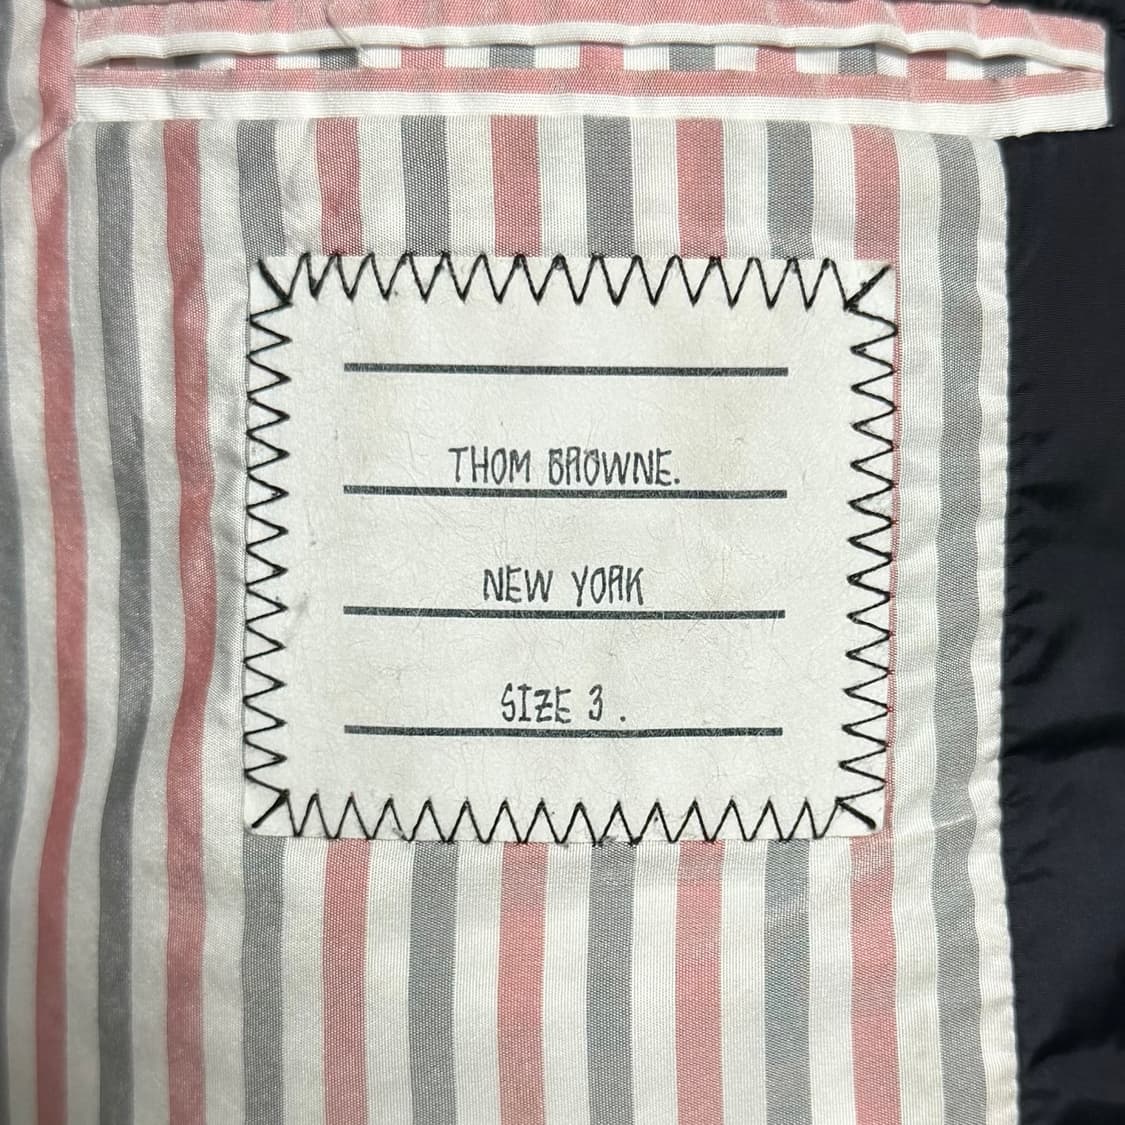 THOM BROWNE.
NEW YORK
SIZE 3 .